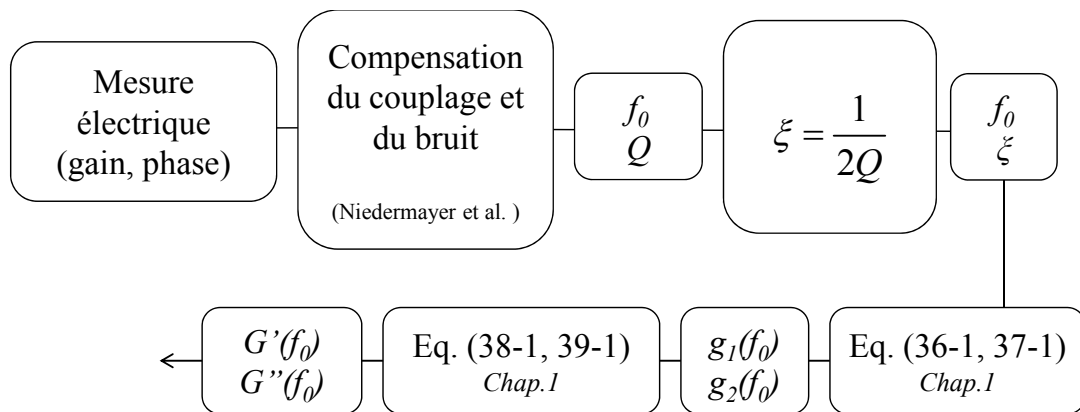 Mesure
électrique
(gain, phase)
Compensation
du couplage et
du bruit
(Niedermayer et al. )
f₀
Q
ξ = 1/2Q
f₀
ξ
Eq. (36-1, 37-1)
Chap.1
g₁(f₀)
g₂(f₀)
Eq. (38-1, 39-1)
Chap.1
G’(f₀)
G’’(f₀)